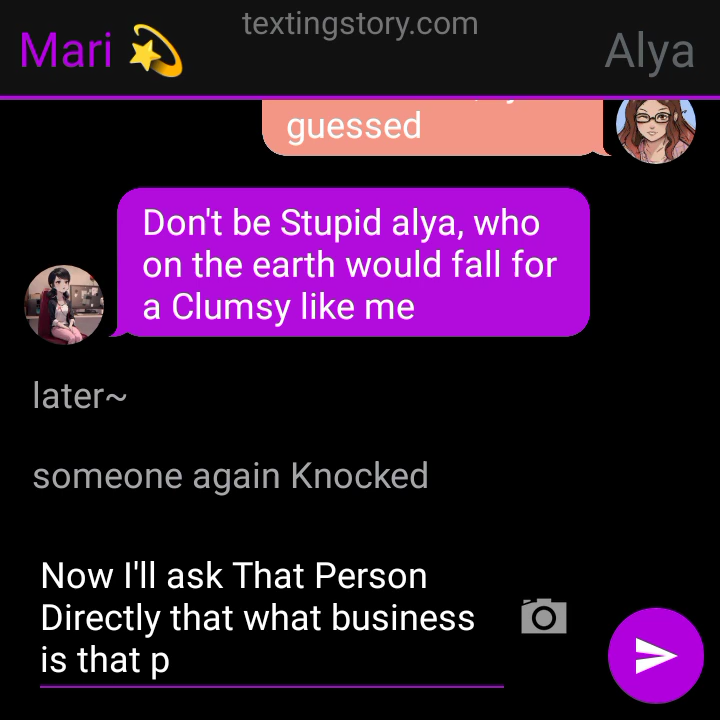 textingstory.com
Mari 💫
Alya
guessed
Don't be Stupid alya, who
on the earth would fall for
a Clumsy like me
later~
someone again Knocked
Now I'll ask That Person
Directly that what business
is that p